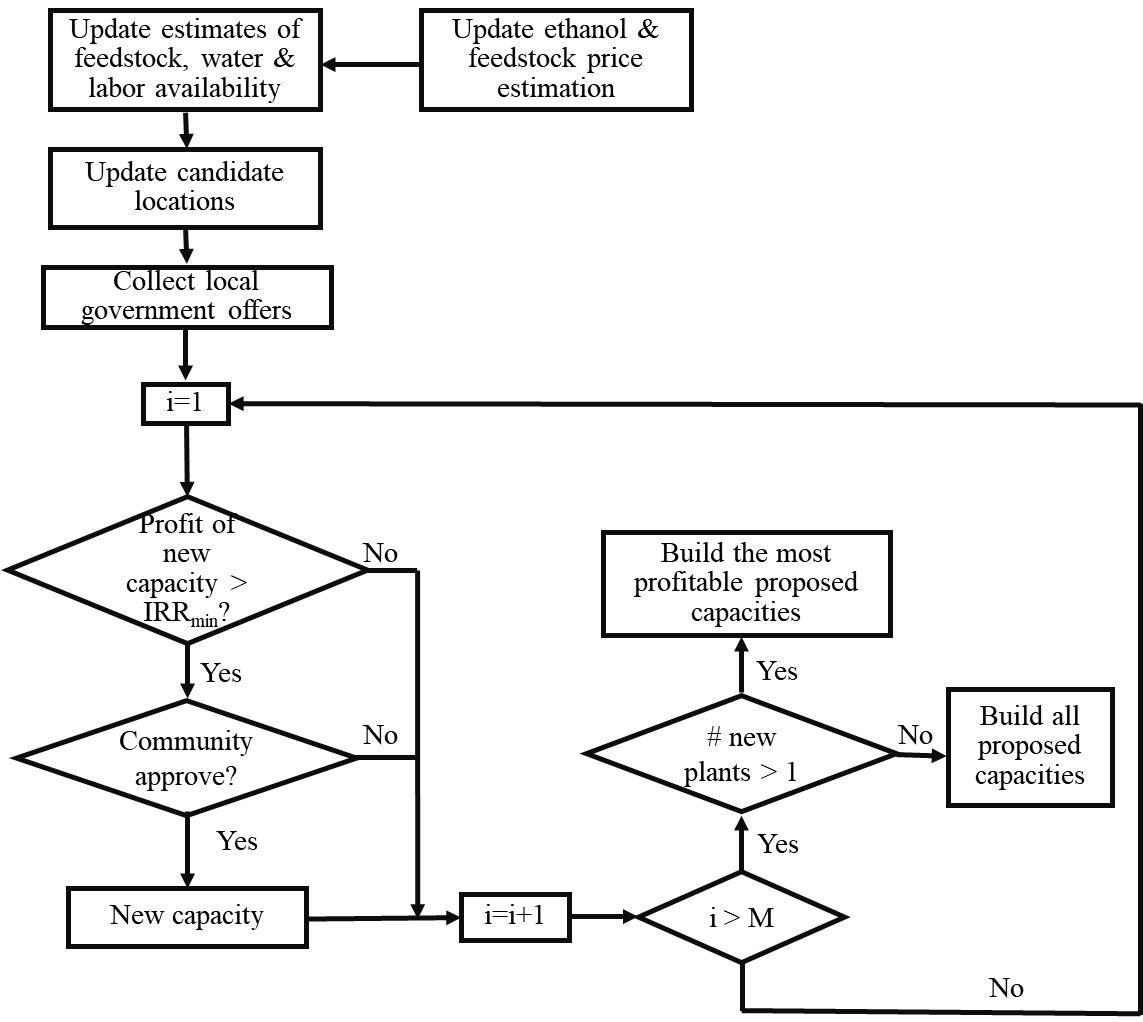 Update estimates of
feedstock, water &
labor availability
Update ethanol &
feedstock price
estimation
Update candidate
locations
Collect local
government offers
i=1
Profit of
new
capacity >
IRRmin?
No
Yes
Community
approve?
No
Yes
New capacity
i=i+1
i > M
No
Yes
# new
plants > 1
No
Build all
proposed
capacities
Yes
Build the most
profitable proposed
capacities